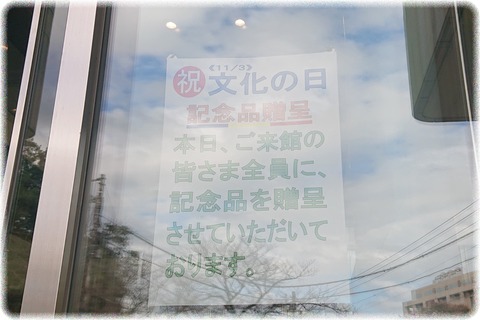 《11/3》
祝 文化の日
記念品贈呈
本日、ご来館の
皆さま全員に、
記念品を贈呈
させていただいて
おります。